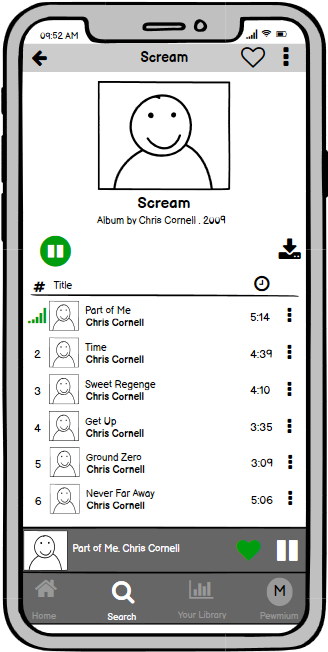 09:52 AM
Scream
Scream
Album by Chris Cornell . 2009
# Title
Part of Me
Chris Cornell
5:14
2
Time
Chris Cornell
4:39
3
Sweet Regenge
Chris Cornell
4:10
4
Get Up
Chris Cornell
3:35
5
Ground Zero
Chris Cornell
3:09
6
Never Far Away
Chris Cornell
5:06
Part of Me. Chris Cornell
M
Home
Search
Your Library
Pewmium